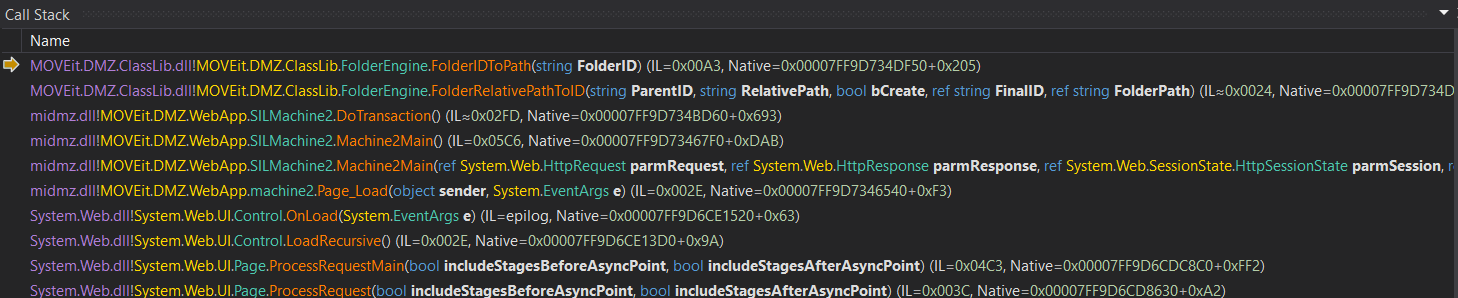 Call Stack
Name
MOVEit.DMZ.ClassLib.dll!MOVEit.DMZ.ClassLib.FolderEngine.FolderIDToPath(string FolderID) (IL=0x00A3, Native=0x00007FF9D734DF50+0x205)
MOVEit.DMZ.ClassLib.dll!MOVEit.DMZ.ClassLib.FolderEngine.FolderRelativePathToID(string ParentID, string RelativePath, bool bCreate, ref string FinalID, ref string FolderPath) (IL≈0x0024, Native=0x00007FF9D734D
midmz.dll!MOVEit.DMZ.WebApp.SILMachine2.DoTransaction() (IL≈0x02FD, Native=0x00007FF9D734BD60+0x693)
midmz.dll!MOVEit.DMZ.WebApp.SILMachine2.Machine2Main() (IL=0x05C6, Native=0x00007FF9D73467F0+0xDAB)
midmz.dll!MOVEit.DMZ.WebApp.SILMachine2.Machine2Main(ref System.Web.HttpRequest parmRequest, ref System.Web.HttpResponse parmResponse, ref System.Web.SessionState.HttpSessionState parmSession, r
midmz.dll!MOVEit.DMZ.WebApp.machine2.Page_Load(object sender, System.EventArgs e) (IL=0x002E, Native=0x00007FF9D7346540+0xF3)
System.Web.dll!System.Web.UI.Control.OnLoad(System.EventArgs e) (IL=epilog, Native=0x00007FF9D6CE1520+0x63)
System.Web.dll!System.Web.UI.Control.LoadRecursive() (IL=0x002E, Native=0x00007FF9D6CE13D0+0x9A)
System.Web.dll!System.Web.UI.Page.ProcessRequestMain(bool includeStagesBeforeAsyncPoint, bool includeStagesAfterAsyncPoint) (IL=0x04C3, Native=0x00007FF9D6CDC8C0+0xFF2)
System.Web.dll!System.Web.UI.Page.ProcessRequest(bool includeStagesBeforeAsyncPoint, bool includeStagesAfterAsyncPoint) (IL=0x003C, Native=0x00007FF9D6CD8630+0xA2)